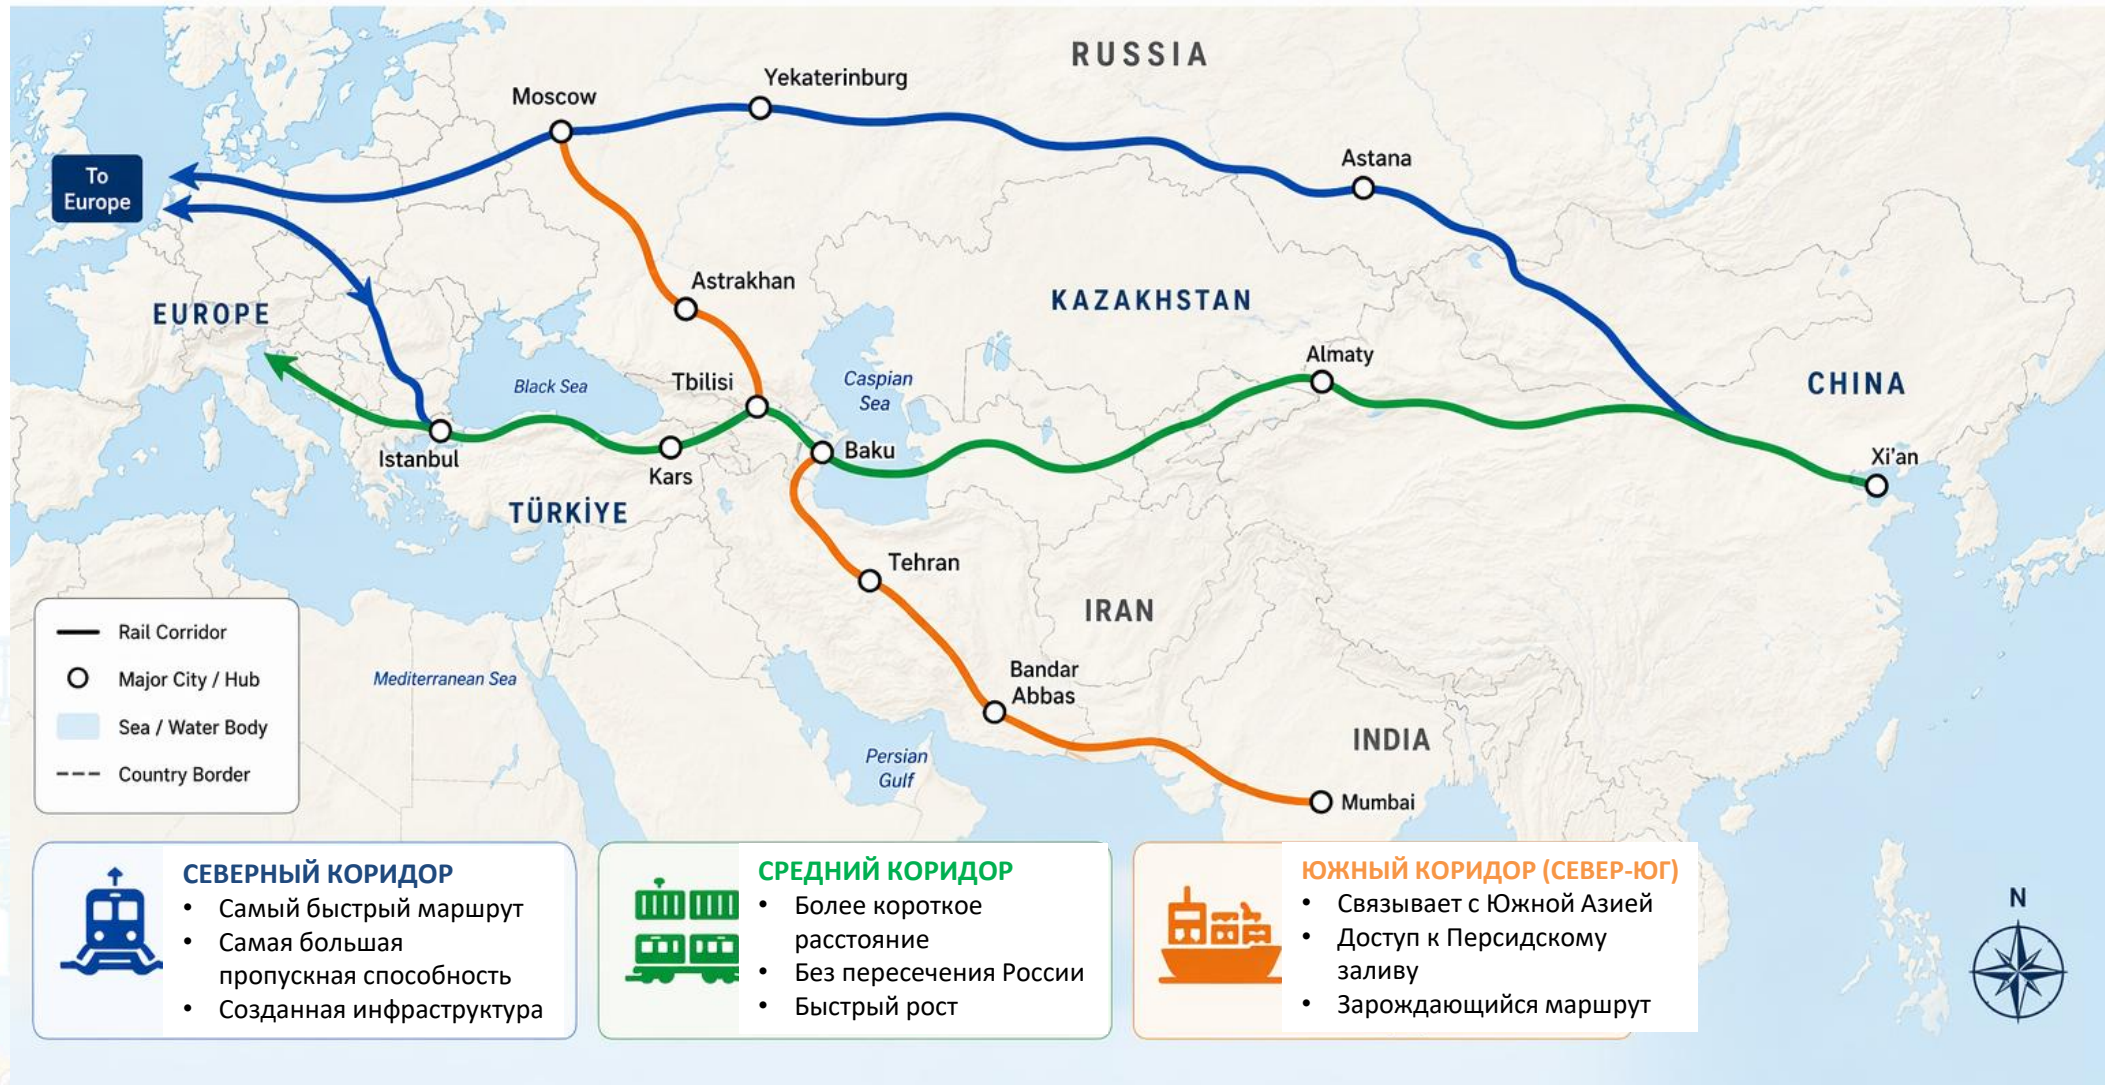 RUSSIA
Yekaterinburg
Moscow
Astana
To
Europe
Astrakhan
EUROPE
KAZAKHSTAN
Almaty
Tbilisi
Black Sea
Caspian
Sea
CHINA
Istanbul
Kars
Baku
Xi'an
TÜRKİYE
Tehran
IRAN
Rail Corridor
Major City / Hub
Sea / Water Body
Country Border
Mediterranean Sea
Bandar
Abbas
Persian
Gulf
INDIA
Mumbai
СЕВЕРНЫЙ КОРИДОР
• Самый быстрый маршрут
• Самая большая
пропускная способность
• Созданная инфраструктура
СРЕДНИЙ КОРИДОР
• Более короткое
расстояние
• Без пересечения России
• Быстрый рост
ЮЖНЫЙ КОРИДОР (СЕВЕР-ЮГ)
• Связывает с Южной Азией
• Доступ к Персидскому
заливу
• Зарождающийся маршрут
N